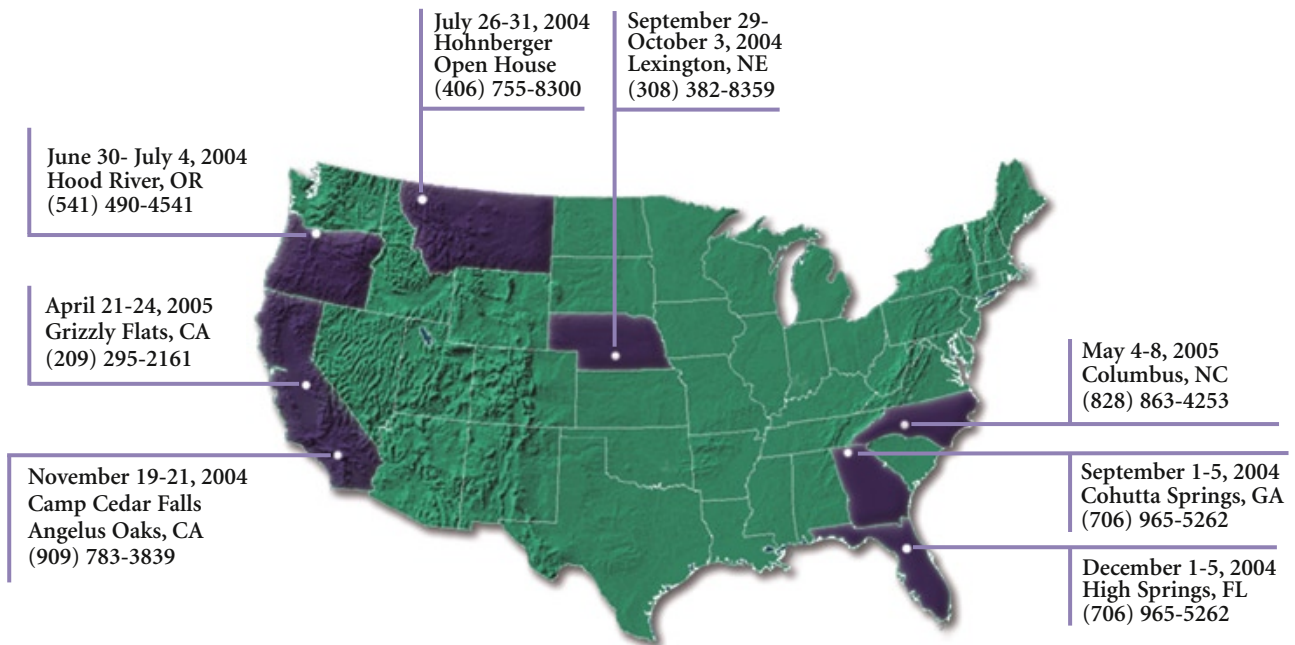 July 26-31, 2004
Hohnberger
Open House
(406) 755-8300
September 29-
October 3, 2004
Lexington, NE
(308) 382-8359
June 30- July 4, 2004
Hood River, OR
(541) 490-4541
April 21-24, 2005
Grizzly Flats, CA
(209) 295-2161
November 19-21, 2004
Camp Cedar Falls
Angelus Oaks, CA
(909) 783-3839
May 4-8, 2005
Columbus, NC
(828) 863-4253
September 1-5, 2004
Cohutta Springs, GA
(706) 965-5262
December 1-5, 2004
High Springs, FL
(706) 965-5262